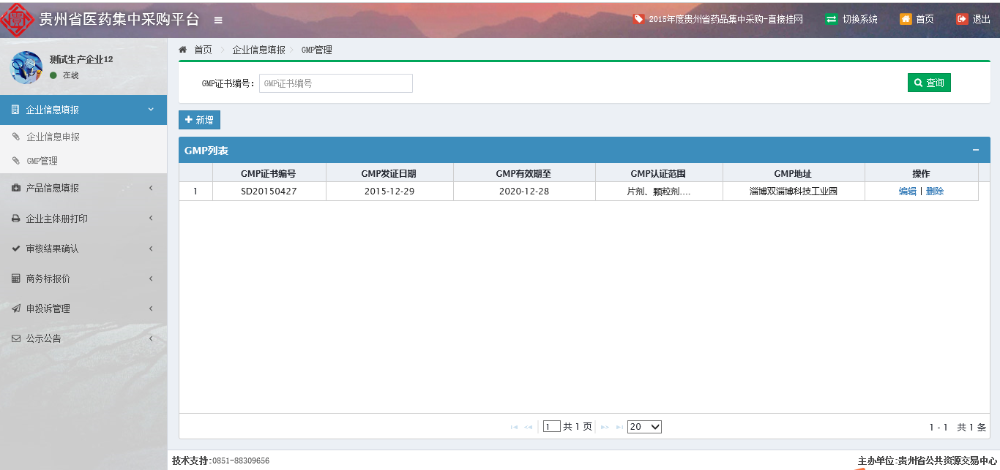 贵州省医药集中采购平台
2015年度贵州省药品集中采购-直接挂网 切换系统 首页 退出
测试生产企业12
在线
企业信息填报
企业信息申报
GMP管理
产品信息填报
企业主体册打印
审核结果确认
商务标报价
申投诉管理
公示公告
首页 企业信息填报 GMP管理
GMP证书编号: GMP证书编号 查询
新增
GMP列表
GMP证书编号 GMP发证日期 GMP有效期至 GMP认证范围 GMP地址 操作
1 SD20150427 2015-12-29 2020-12-28 片剂、颗粒剂.... 淄博双淄博科技工业园 编辑 | 删除
1 共 1 页 20 1 - 1 共 1 条
技术支持:0851-88309656 主办单位:贵州省公共资源交易中心